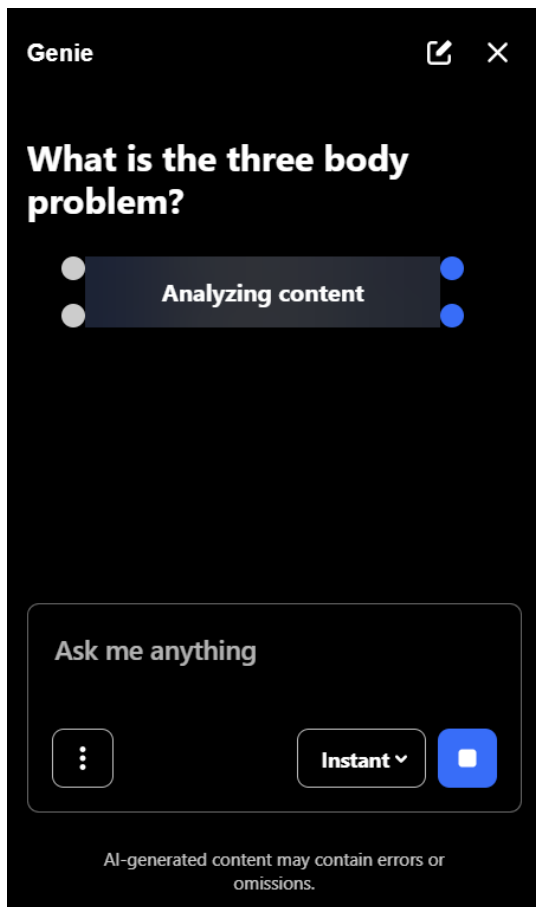 Genie
What is the three body
problem?
Analyzing content
Ask me anything
Instant
AI-generated content may contain errors or
omissions.